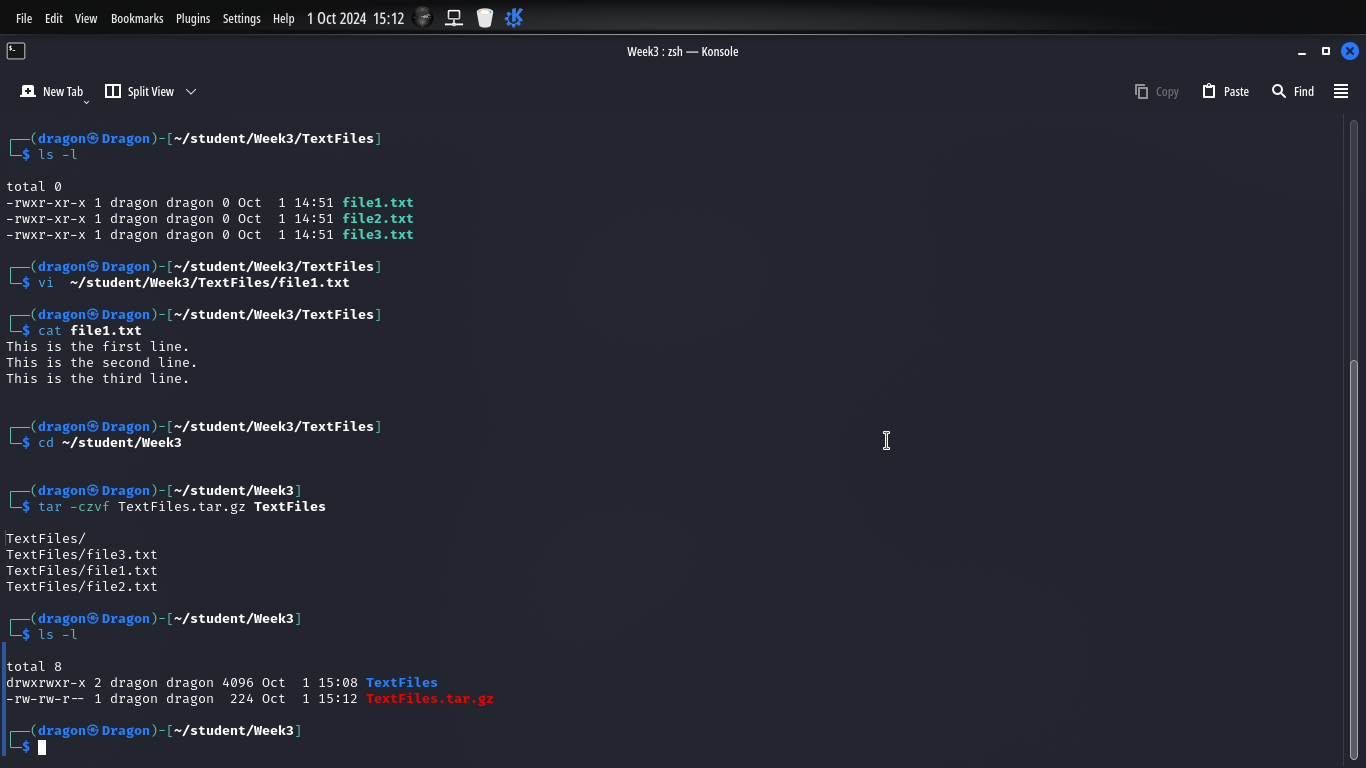 File Edit View Bookmarks Plugins Settings Help 1 Oct 2024 15:12
Week3 : zsh — Konsole
New Tab Split View Copy Paste Find
┌──(dragon㉿Dragon)-[~/student/Week3/TextFiles]
└─$ ls -l
total 0
-rwxr-xr-x 1 dragon dragon 0 Oct  1 14:51 file1.txt
-rwxr-xr-x 1 dragon dragon 0 Oct  1 14:51 file2.txt
-rwxr-xr-x 1 dragon dragon 0 Oct  1 14:51 file3.txt
┌──(dragon㉿Dragon)-[~/student/Week3/TextFiles]
└─$ vi  ~/student/Week3/TextFiles/file1.txt
┌──(dragon㉿Dragon)-[~/student/Week3/TextFiles]
└─$ cat file1.txt
This is the first line.
This is the second line.
This is the third line.
┌──(dragon㉿Dragon)-[~/student/Week3/TextFiles]
└─$ cd ~/student/Week3
┌──(dragon㉿Dragon)-[~/student/Week3]
└─$ tar -czvf TextFiles.tar.gz TextFiles
TextFiles/
TextFiles/file3.txt
TextFiles/file1.txt
TextFiles/file2.txt
┌──(dragon㉿Dragon)-[~/student/Week3]
└─$ ls -l
total 8
drwxrwxr-x 2 dragon dragon 4096 Oct  1 15:08 TextFiles
-rw-rw-r-- 1 dragon dragon  224 Oct  1 15:12 TextFiles.tar.gz
┌──(dragon㉿Dragon)-[~/student/Week3]
└─$